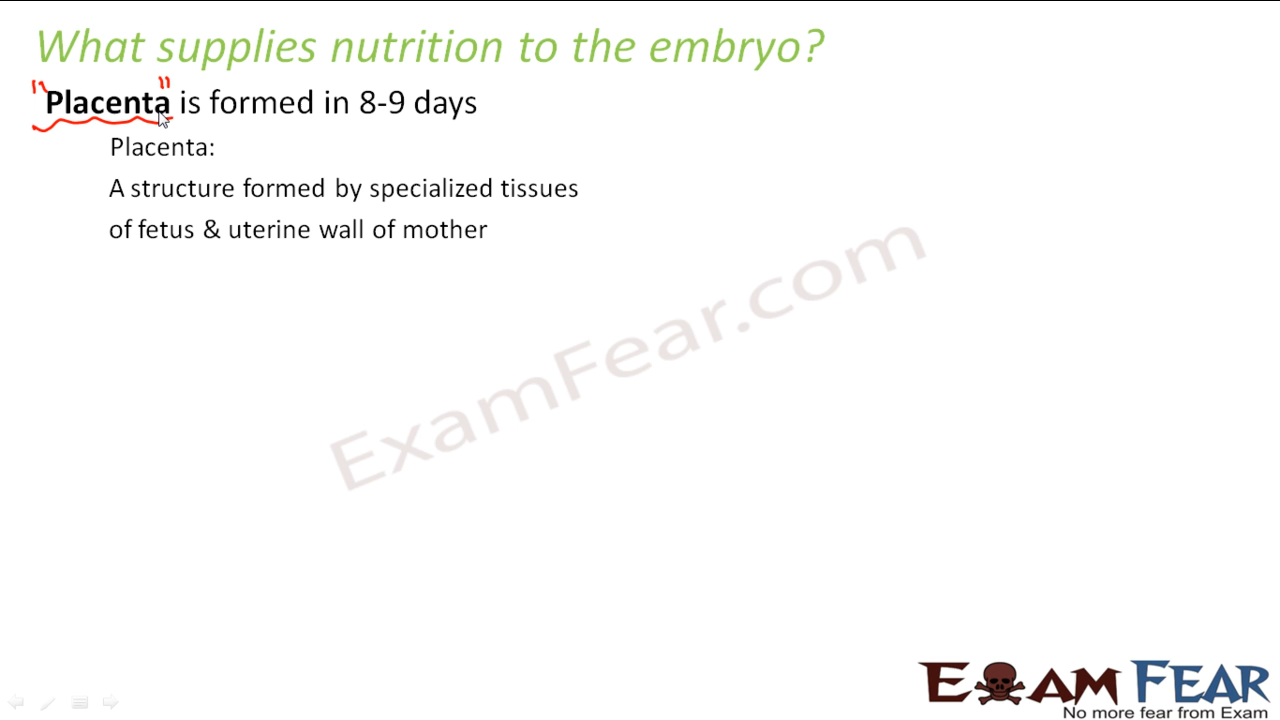 What supplies nutrition to the embryo?
"Placenta" is formed in 8-9 days
Placenta:
A structure formed by specialized tissues
of fetus & uterine wall of mother
ExamFear.com
EXAM FEAR
No more fear from Exam